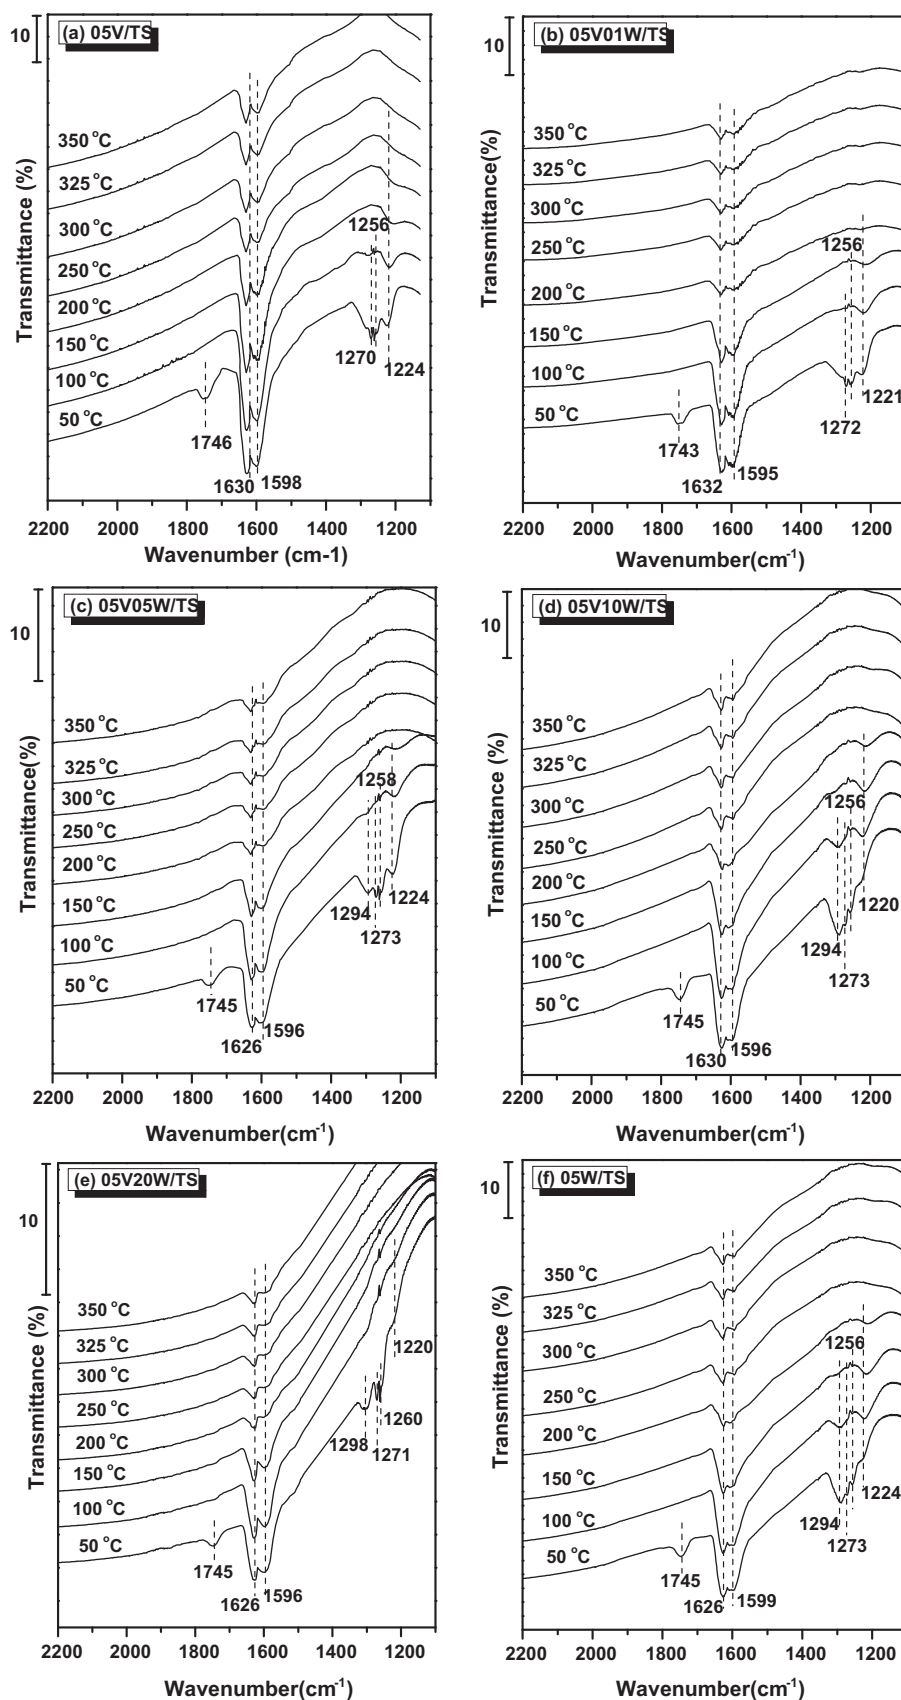 10
(a) 05V/TS
350 °C
325 °C
300 °C
250 °C
200 °C
150 °C
100 °C
50 °C
1256
1270
1224
1746
1630
1598
Transmittance (%)
2200 2000 1800 1600 1400 1200
Wavenumber (cm-1)
10
(b) 05V01W/TS
350 °C
325 °C
300 °C
250 °C
200 °C
150 °C
100 °C
50 °C
1256
1221
1272
1743
1632
1595
Transmittance(%)
2200 2000 1800 1600 1400 1200
Wavenumber(cm-1)
10
(c) 05V05W/TS
350 °C
325 °C
300 °C
250 °C
200 °C
150 °C
100 °C
50 °C
1258
1224
1294
1273
1745
1626
1596
Transmittance(%)
2200 2000 1800 1600 1400 1200
Wavenumber(cm-1)
10
(d) 05V10W/TS
350 °C
325 °C
300 °C
250 °C
200 °C
150 °C
100 °C
50 °C
1256
1220
1294
1273
1745
1630
1596
Transmittance (%)
2200 2000 1800 1600 1400 1200
Wavenumber(cm-1)
10
(e) 05V20W/TS
350 °C
325 °C
300 °C
250 °C
200 °C
150 °C
100 °C
50 °C
1220
1260
1298
1271
1745
1626
1596
Transmittance (%)
2200 2000 1800 1600 1400 1200
Wavenumber(cm-1)
10
(f) 05W/TS
350 °C
325 °C
300 °C
250 °C
200 °C
150 °C
100 °C
50 °C
1256
1224
1294
1273
1745
1626
1599
Transmittance (%)
2200 2000 1800 1600 1400 1200
Wavenumber(cm-1)